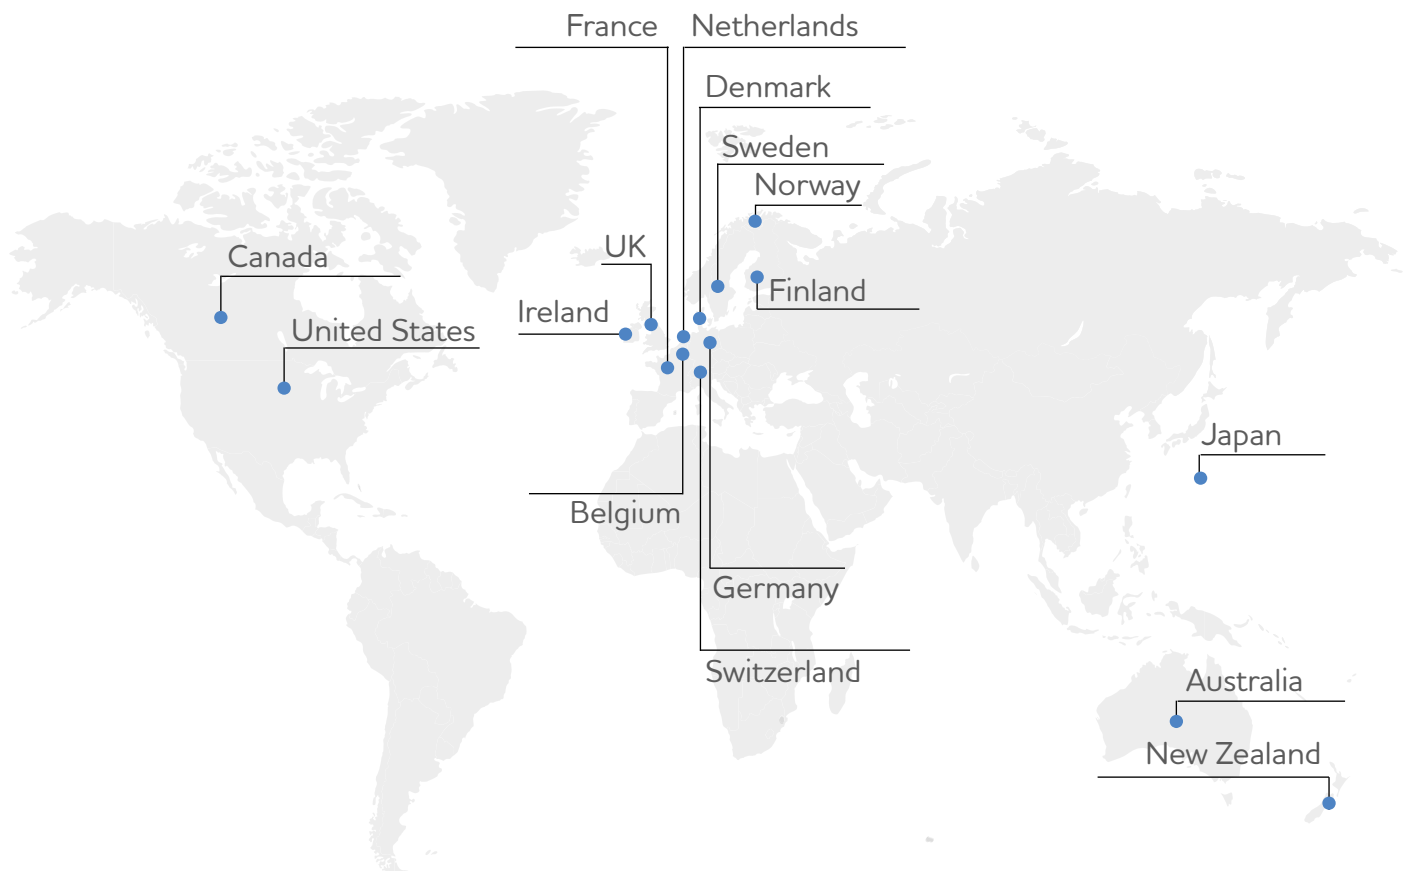 France
Netherlands
Denmark
Sweden
Norway
UK
Canada
Finland
Ireland
United States
Japan
Belgium
Germany
Switzerland
Australia
New Zealand